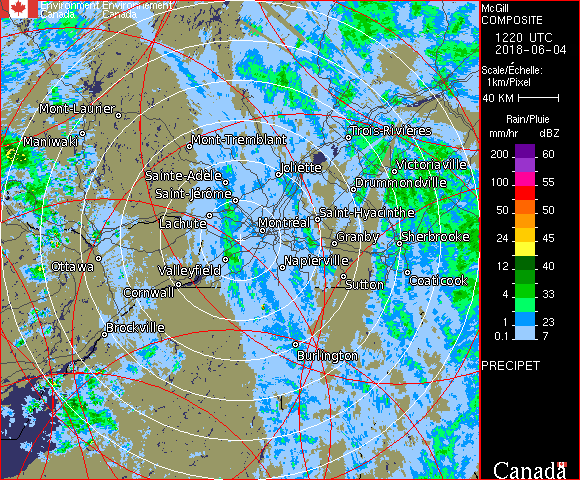 Environment Environnement
Canada Canada
McGill
COMPOSITE
1220 UTC
2018-06-04
Scale/Échelle:
1km/Pixel
40 KM
Rain/Pluie
mm/hr dBZ
200 60
150 57
100 55
50 50
24 45
12 40
4 33
1 23
0.1 7
PRECIPET
Canada
Mont-Laurier
Maniwaki
Mont-Tremblant
Trois-Rivières
Joliette
Victoriaville
Sainte-Adèle
Drummondville
Saint-Jérôme
Saint-Hyacinthe
Lachute
Montréal
Granby
Sherbrooke
Ottawa
Napierville
Valleyfield
Coaticook
Sutton
Cornwall
Brockville
Burlington